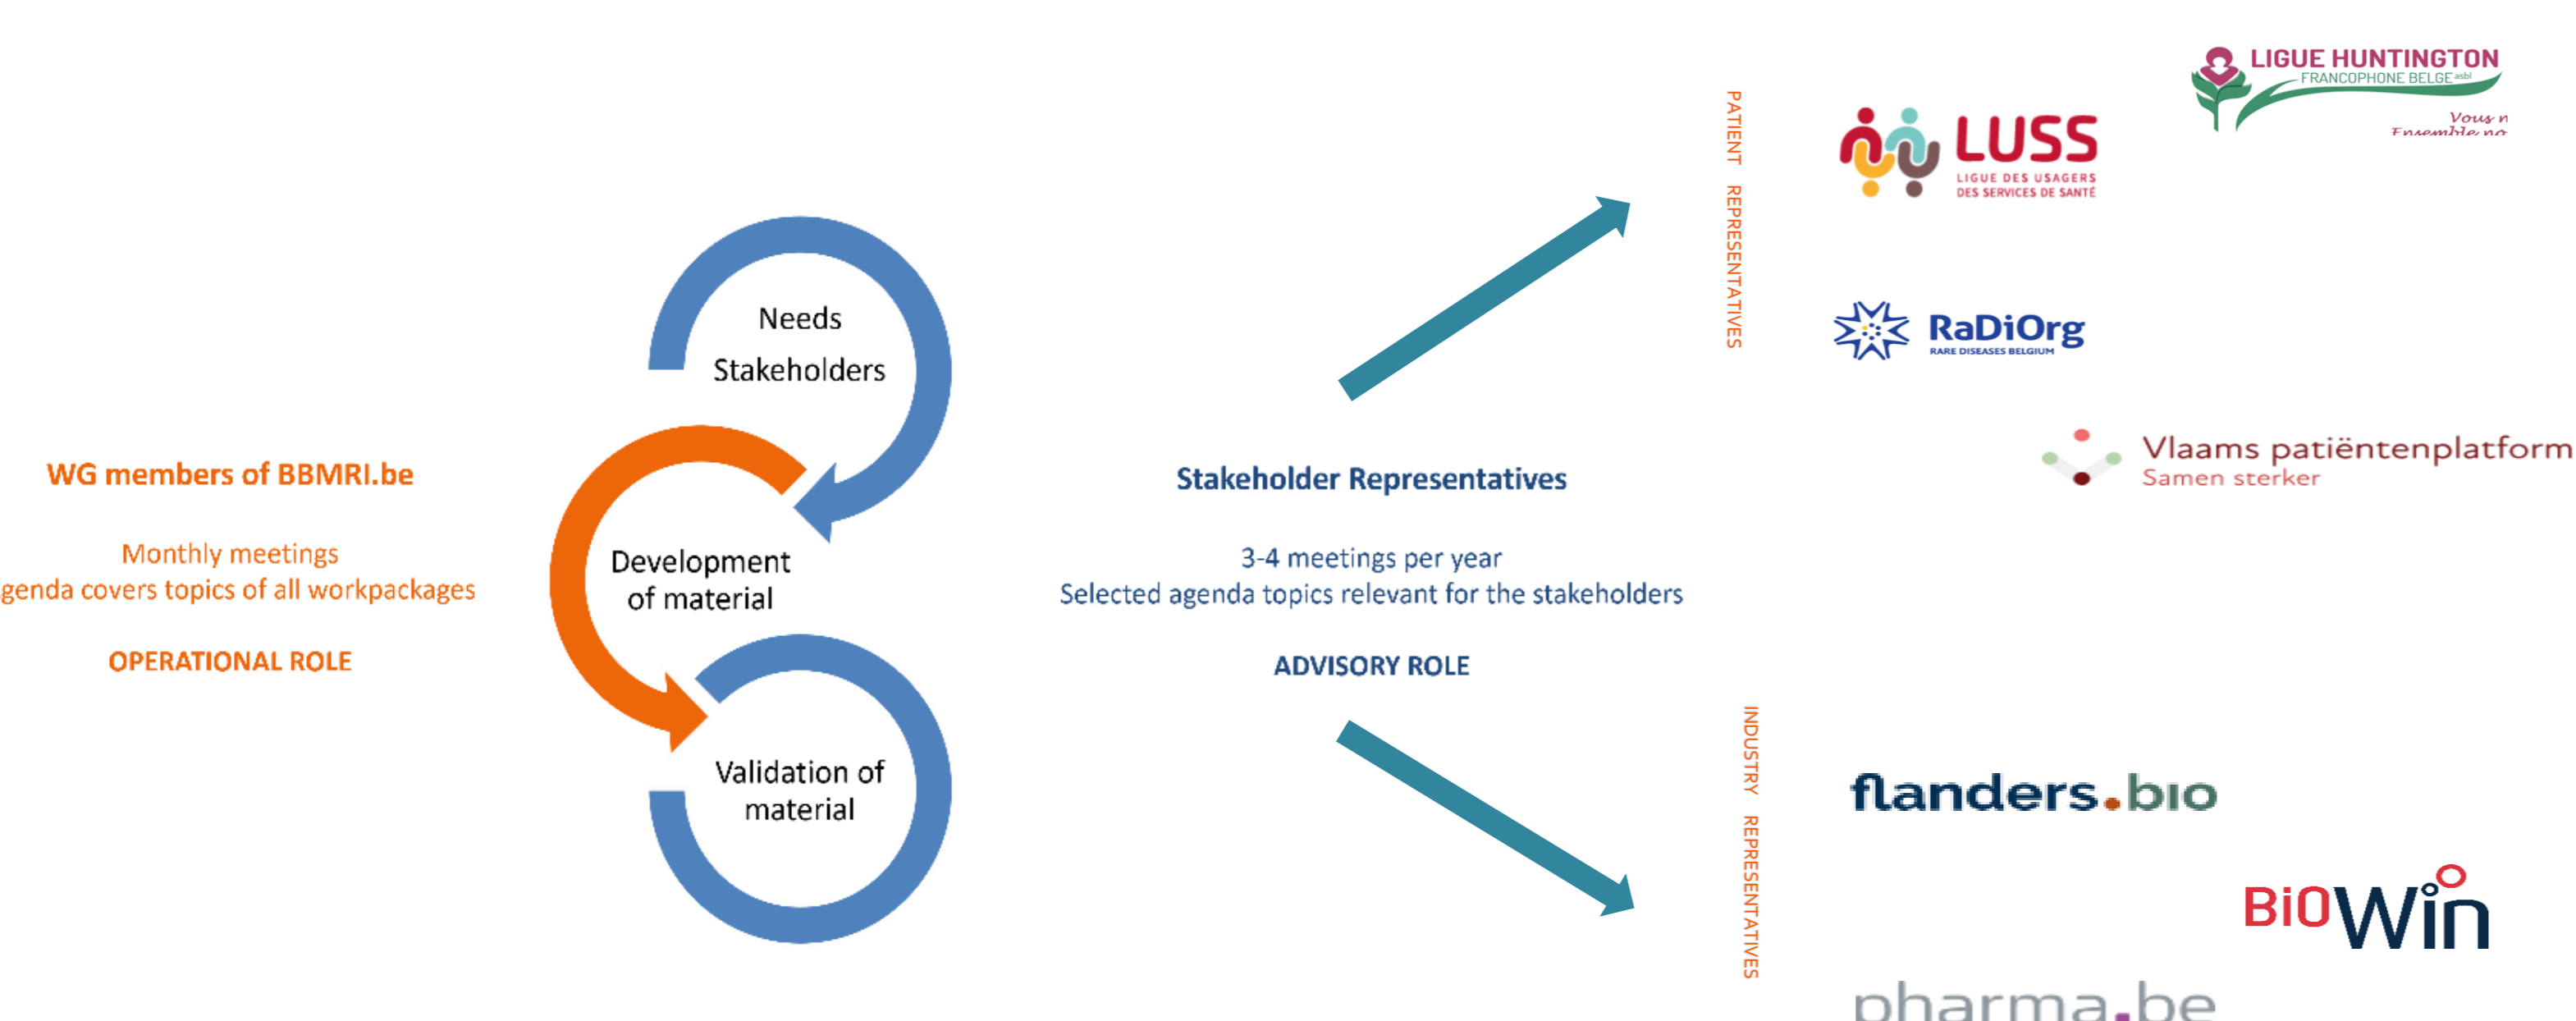 WG members of BBMRI.be
Monthly meetings
genda covers topics of all workpackages
OPERATIONAL ROLE
Needs
Stakeholders
Development
of material
Validation of
material
Stakeholder Representatives
3-4 meetings per year
Selected agenda topics relevant for the stakeholders
ADVISORY ROLE
PATIENT REPRESENTATIVES
LIGUE HUNTINGTON
FRANCOPHONE BELGE asbl
Vous n
Ensemble no
LUSS
LIGUE DES USAGERS
DES SERVICES DE SANTÉ
RaDiOrg
RARE DISEASES BELGIUM
Vlaams patiëntenplatform
Samen sterker
INDUSTRY REPRESENTATIVES
flanders.bio
BiOWin
pharma.be